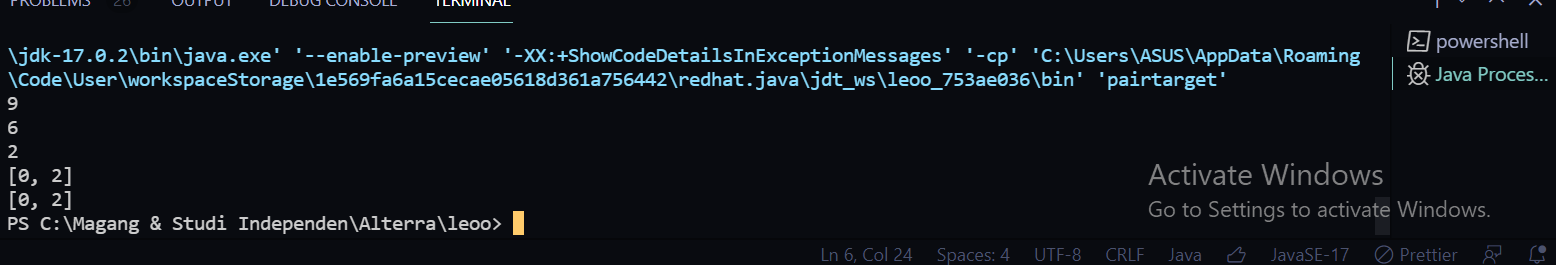 PROBLEMS 26 OUTPUT DEBUG CONSOLE TERMINAL
\jdk-17.0.2\bin\java.exe' '--enable-preview' '-XX:+ShowCodeDetailsInExceptionMessages' '-cp' 'C:\Users\ASUS\AppData\Roaming
\Code\User\workspaceStorage\1e569fa6a15cecae05618d361a756442\redhat.java\jdt_ws\leoo_753ae036\bin' 'pairtarget'
9
6
2
[0, 2]
[0, 2]
PS C:\Magang & Studi Independen\Alterra\leoo>
powershell
Java Proces...
Activate Windows
Go to Settings to activate Windows.
Ln 6, Col 24 Spaces: 4 UTF-8 CRLF Java JavaSE-17 Prettier